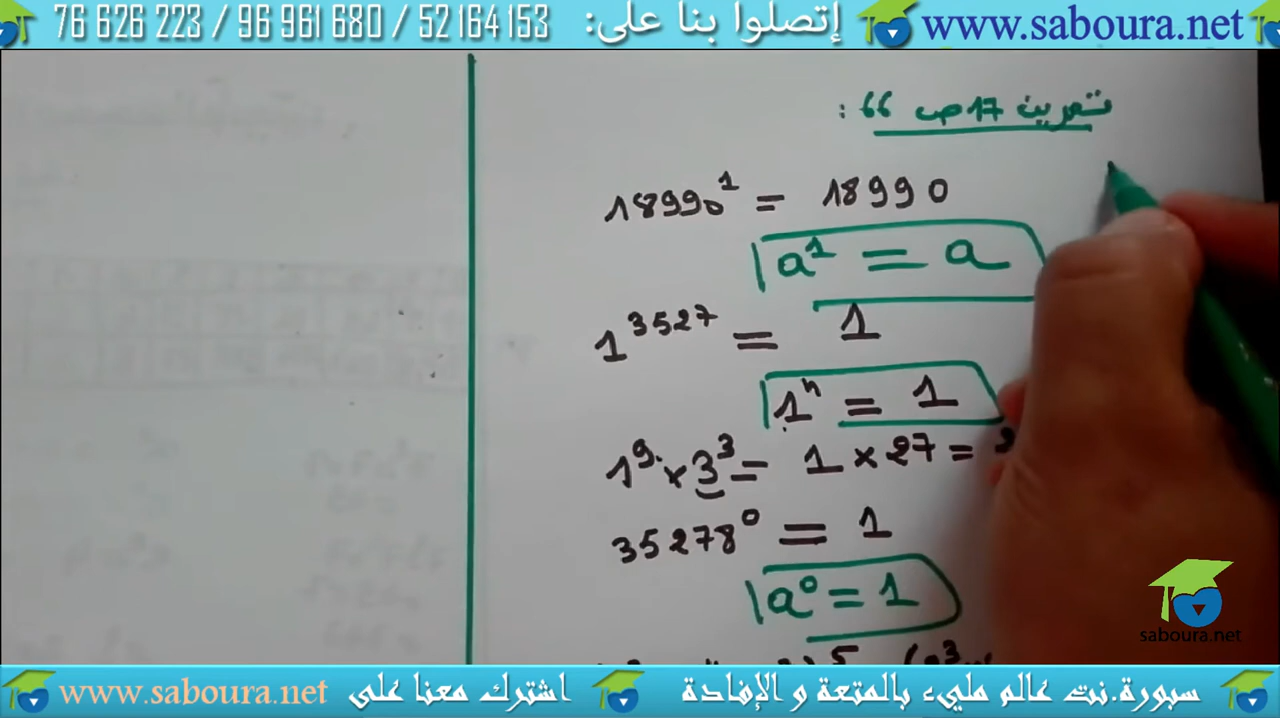 76 626 223 / 96 961 680 / 52 164 153 إتصلوا بنا على: www.saboura.net
تمرين 17 ص 66 :
18990¹ = 18990
a¹ = a
1³⁵²⁷ = 1
1ⁿ = 1
1⁹ × 3³ = 1 × 27 =
35278⁰ = 1
a⁰ = 1
saboura.net
سبورة.نت عالم مليء بالمتعة و الإفادة اشترك معنا على www.saboura.net